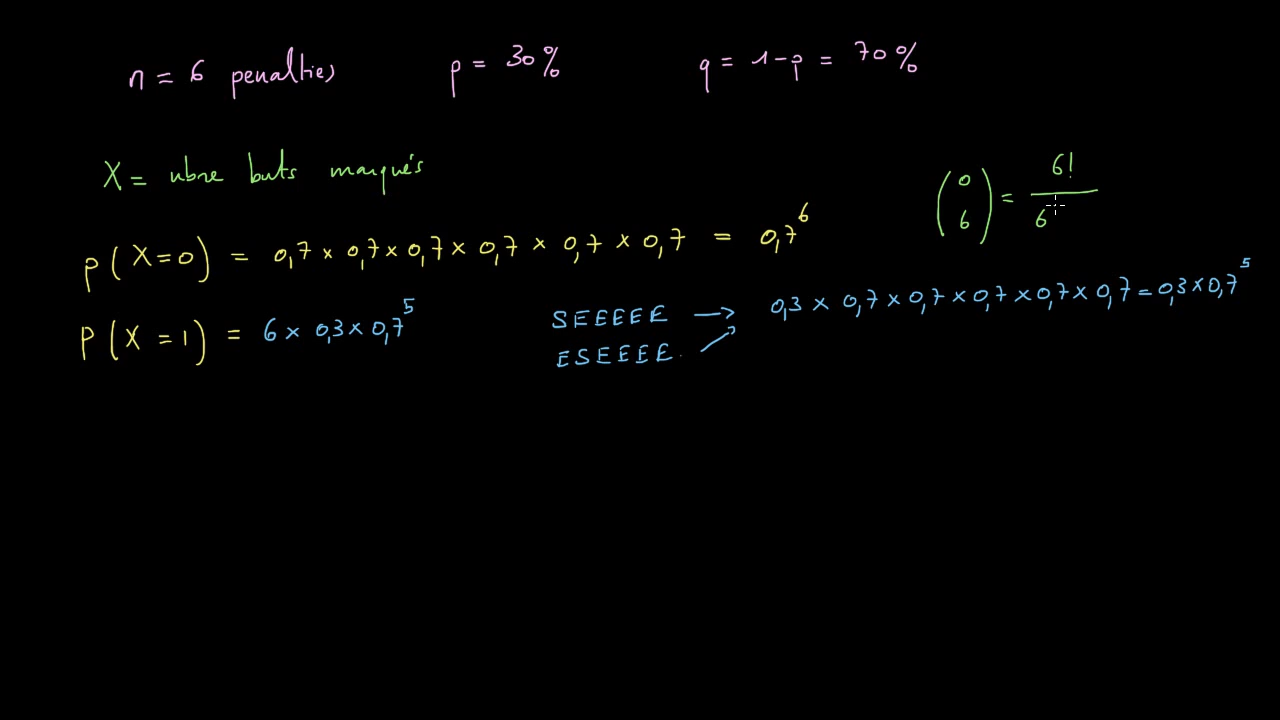 n = 6 penalties p = 30% q = 1-p = 70%
X = nbre buts marqués
(0 6) = 6! / 6
p(X=0) = 0,7 × 0,7 × 0,7 × 0,7 × 0,7 × 0,7 = 0,7^6
P(X=1) = 6 × 0,3 × 0,7^5
SEEEEE → 0,3 × 0,7 × 0,7 × 0,7 × 0,7 × 0,7 = 0,3 × 0,7^5
ESEEEE